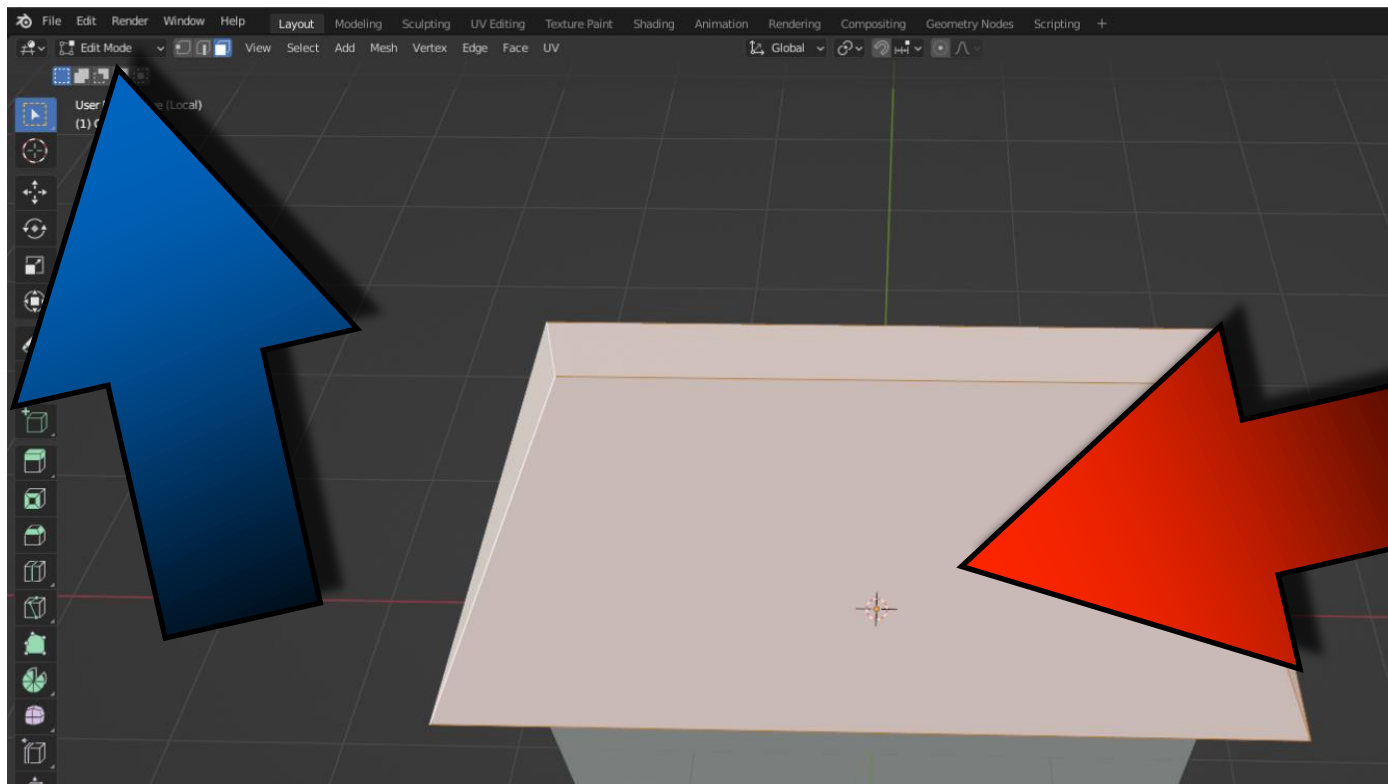 File Edit Render Window Help Layout Modeling Sculpting UV Editing Texture Paint Shading Animation Rendering Compositing Geometry Nodes Scripting +
Edit Mode View Select Add Mesh Vertex Edge Face UV Global
User (Local)
(1)